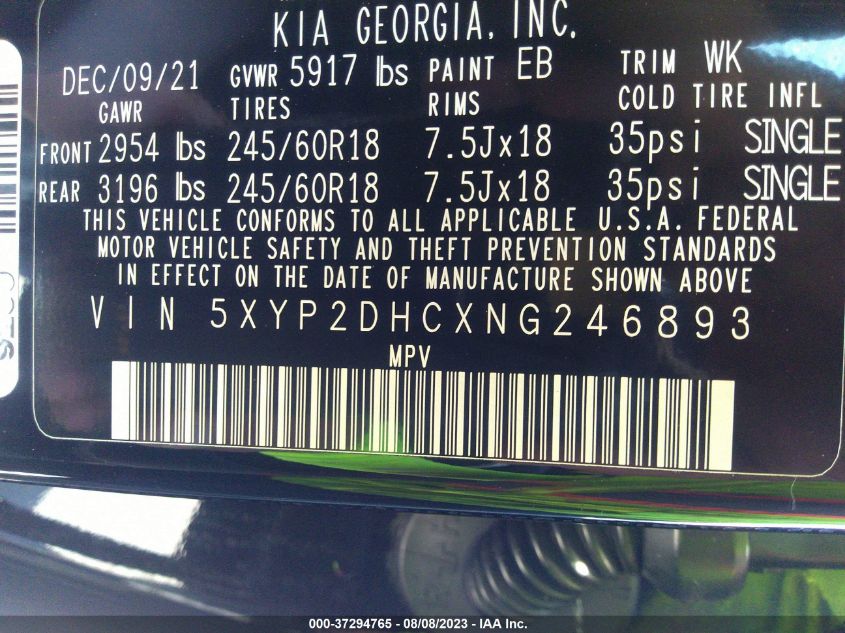 KIA GEORGIA, INC.
DEC/09/21 GVWR 5917 lbs PAINT EB TRIM WK
GAWR TIRES RIMS COLD TIRE INFL
FRONT 2954 lbs 245/60R18 7.5Jx18 35psi SINGLE
REAR 3196 lbs 245/60R18 7.5Jx18 35psi SINGLE
THIS VEHICLE CONFORMS TO ALL APPLICABLE U.S.A. FEDERAL
MOTOR VEHICLE SAFETY AND THEFT PREVENTION STANDARDS
IN EFFECT ON THE DATE OF MANUFACTURE SHOWN ABOVE
VIN 5XYP2DHCXNG246893
MPV
000-37294765 - 08/08/2023 - IAA Inc.